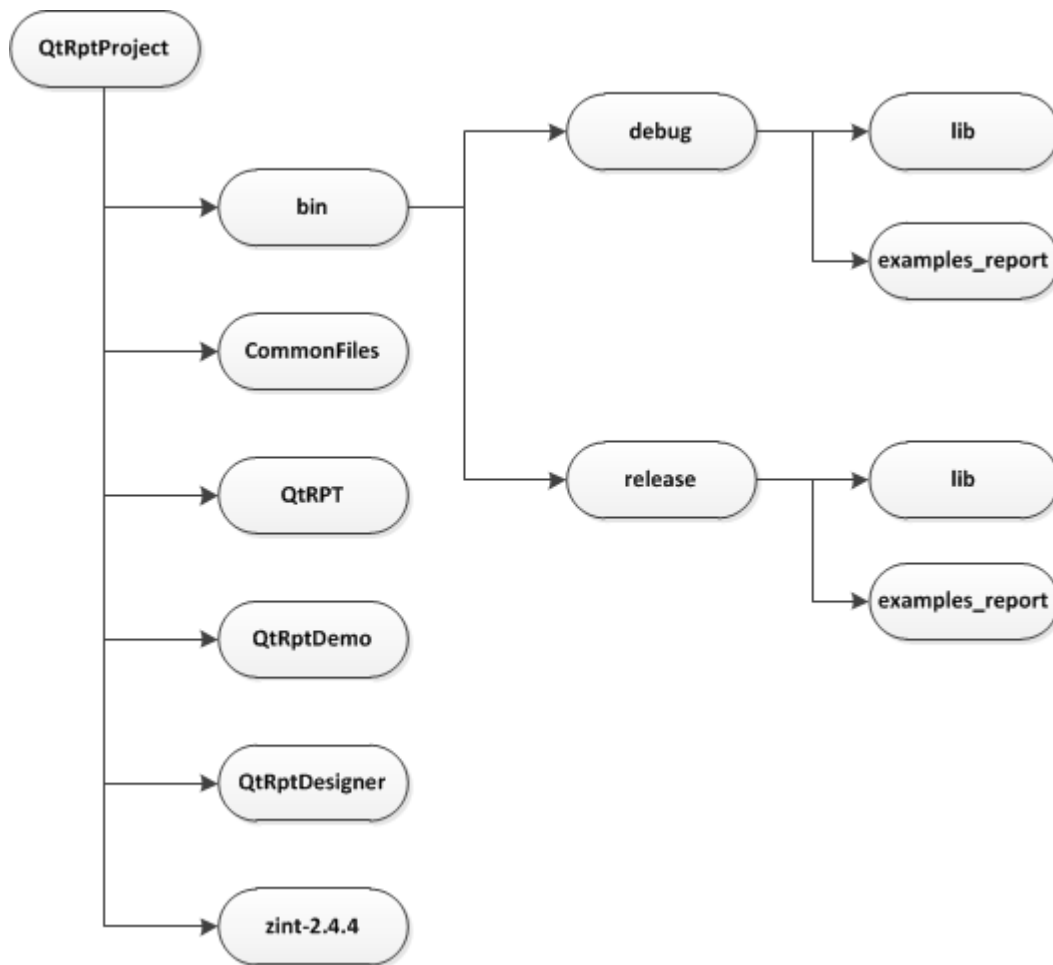 QtRptProject
debug
lib
bin
examples_report
CommonFiles
release
lib
QtRPT
examples_report
QtRptDemo
QtRptDesigner
zint-2.4.4